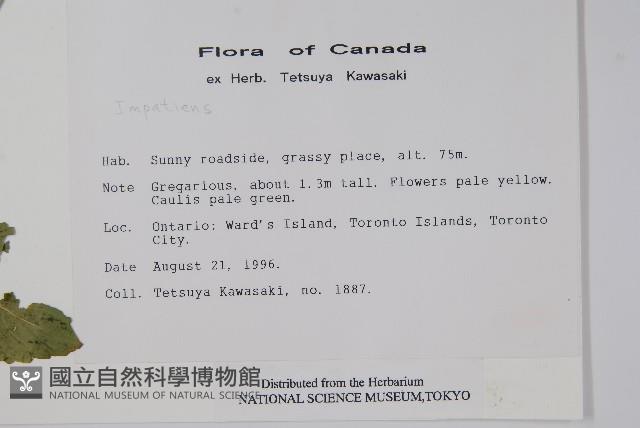 Flora of Canada
ex Herb. Tetsuya Kawasaki
Impatiens
Hab. Sunny roadside, grassy place, alt. 75m.
Note Gregarious, about 1.3m tall. Flowers pale yellow.
Caulis pale green.
Loc. Ontario: Ward's Island, Toronto Islands, Toronto
City.
Date August 21, 1996.
Coll. Tetsuya Kawasaki, no. 1887.
國立自然科學博物館
NATIONAL MUSEUM OF NATURAL SCIENCE
Distributed from the Herbarium
NATIONAL SCIENCE MUSEUM,TOKYO